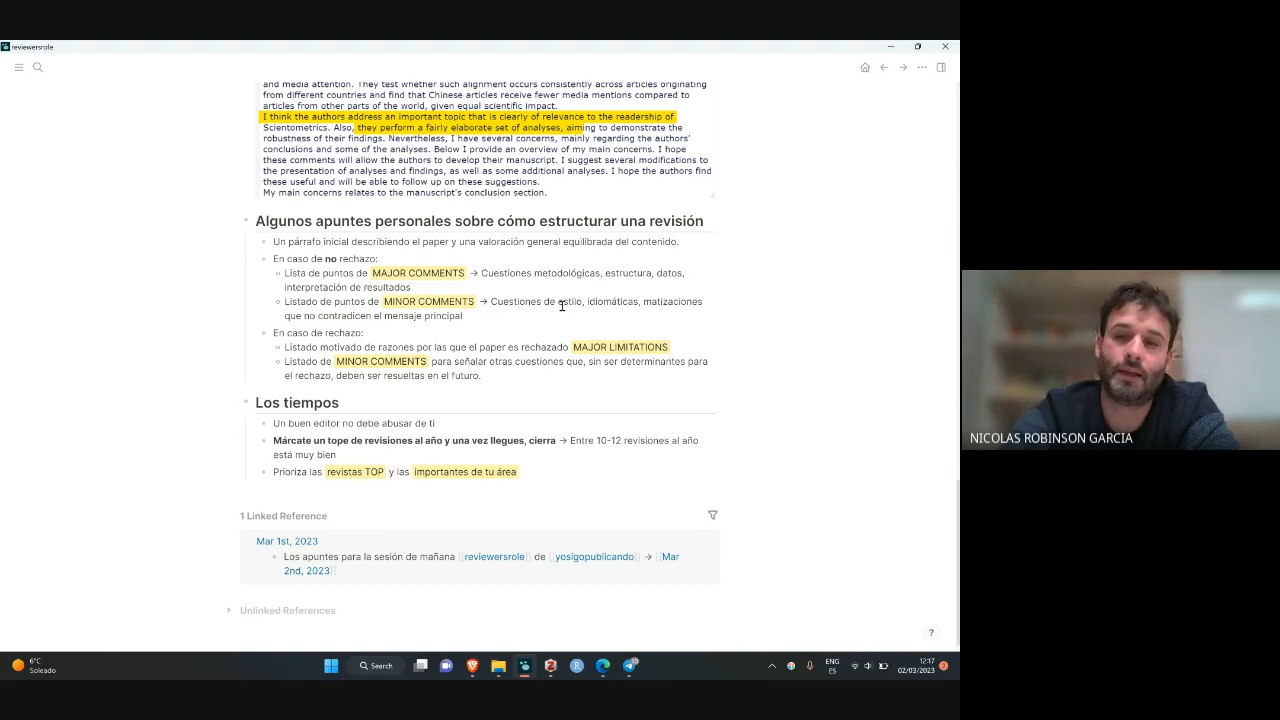 reviewersrole
and media attention. They test whether such alignment occurs consistently across articles originating
from different countries and find that Chinese articles receive fewer media mentions compared to
articles from other parts of the world, given equal scientific impact.
I think the authors address an important topic that is clearly of relevance to the readership of
Scientometrics. Also, they perform a fairly elaborate set of analyses, aiming to demonstrate the
robustness of their findings. Nevertheless, I have several concerns, mainly regarding the authors'
conclusions and some of the analyses. Below I provide an overview of my main concerns. I hope
these comments will allow the authors to develop their manuscript. I suggest several modifications to
the presentation of analyses and findings, as well as some additional analyses. I hope the authors find
these useful and will be able to follow up on these suggestions.
My main concerns relates to the manuscript's conclusion section.
Algunos apuntes personales sobre cómo estructurar una revisión
Un párrafo inicial describiendo el paper y una valoración general equilibrada del contenido.
En caso de no rechazo:
Lista de puntos de MAJOR COMMENTS → Cuestiones metodológicas, estructura, datos,
interpretación de resultados
Listado de puntos de MINOR COMMENTS → Cuestiones de estilo, idiomáticas, matizaciones
que no contradicen el mensaje principal
En caso de rechazo:
Listado motivado de razones por las que el paper es rechazado MAJOR LIMITATIONS
Listado de MINOR COMMENTS para señalar otras cuestiones que, sin ser determinantes para
el rechazo, deben ser resueltas en el futuro.
Los tiempos
Un buen editor no debe abusar de ti
Márcate un tope de revisiones al año y una vez llegues, cierra → Entre 10-12 revisiones al año
está muy bien
Prioriza las revistas TOP y las importantes de tu área
1 Linked Reference
Mar 1st, 2023
Los apuntes para la sesión de mañana [[reviewersrole]] de [[yosigopublicando]] → [[Mar
2nd, 2023]]
Unlinked References
?
NICOLAS ROBINSON GARCIA
6°C
Soleado
Search
ENG
ES
12:17
02/03/2023